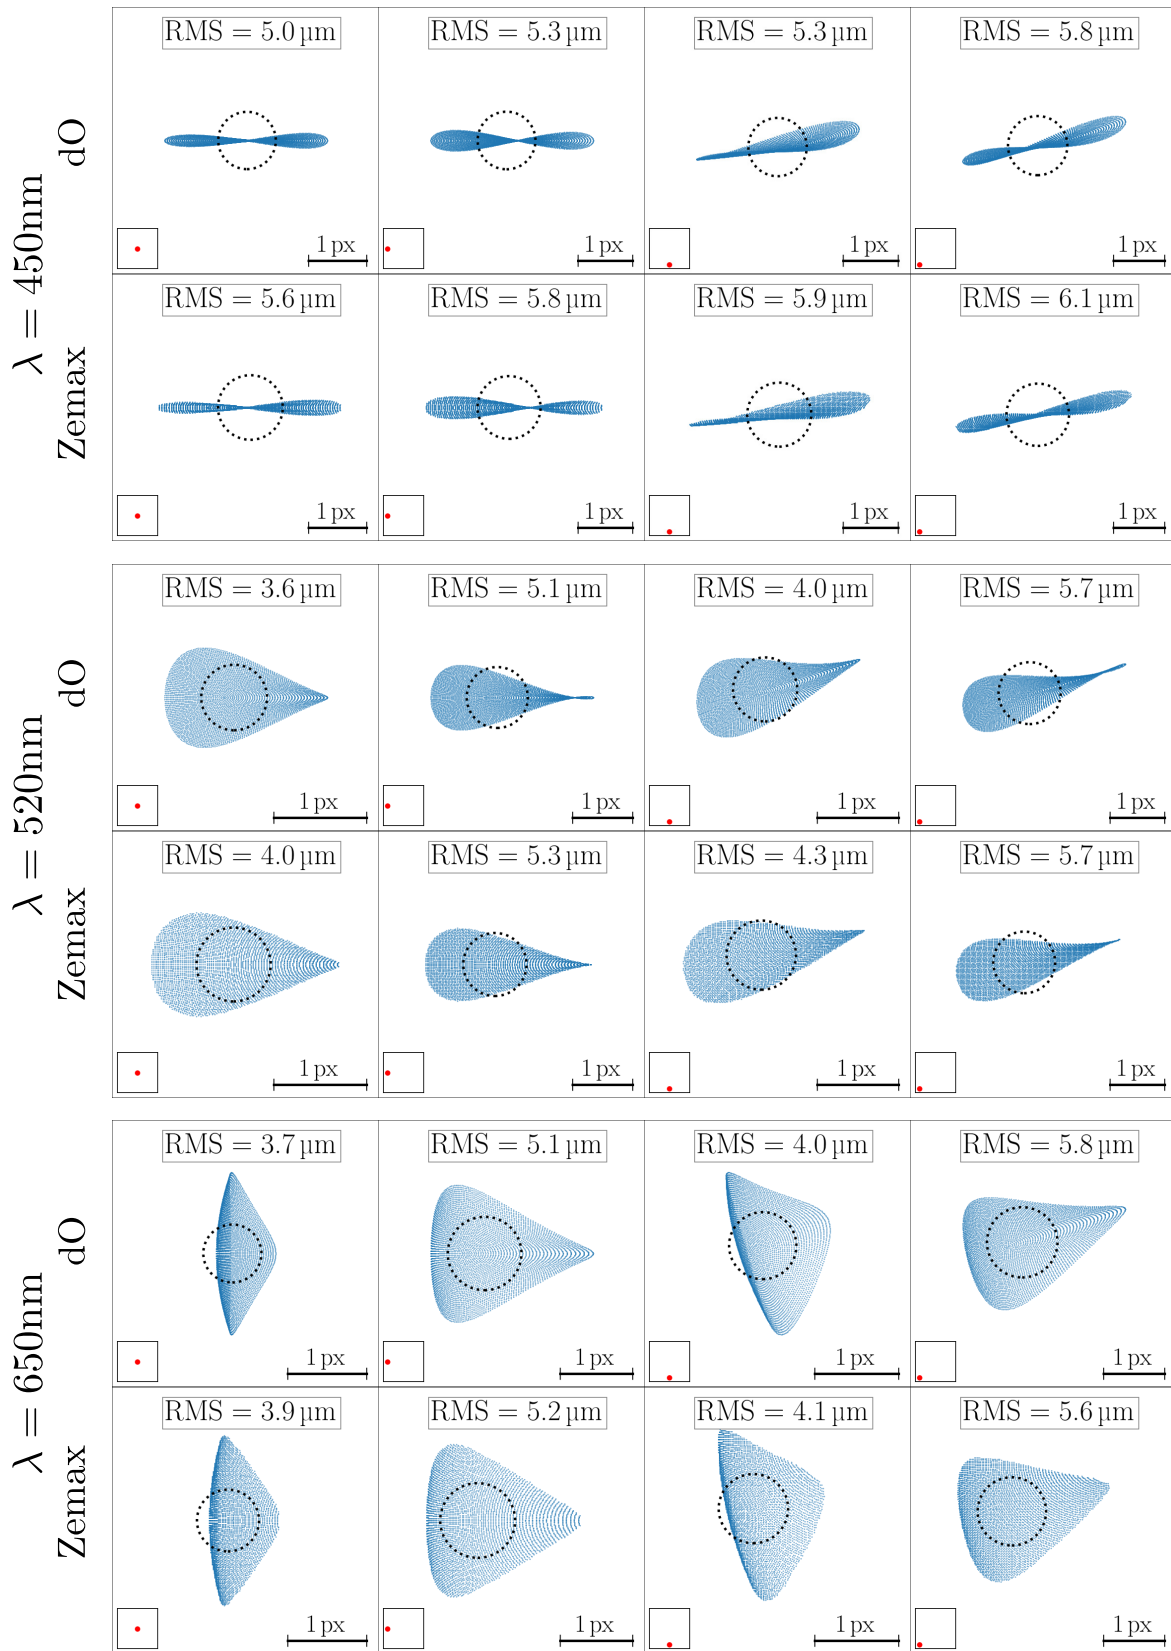 λ = 450nm
dO
RMS = 5.0 µm
RMS = 5.3 µm
RMS = 5.3 µm
RMS = 5.8 µm
1 px
1 px
1 px
1 px
Zemax
RMS = 5.6 µm
RMS = 5.8 µm
RMS = 5.9 µm
RMS = 6.1 µm
1 px
1 px
1 px
1 px
λ = 520nm
dO
RMS = 3.6 µm
RMS = 5.1 µm
RMS = 4.0 µm
RMS = 5.7 µm
1 px
1 px
1 px
1 px
Zemax
RMS = 4.0 µm
RMS = 5.3 µm
RMS = 4.3 µm
RMS = 5.7 µm
1 px
1 px
1 px
1 px
λ = 650nm
dO
RMS = 3.7 µm
RMS = 5.1 µm
RMS = 4.0 µm
RMS = 5.8 µm
1 px
1 px
1 px
1 px
Zemax
RMS = 3.9 µm
RMS = 5.2 µm
RMS = 4.1 µm
RMS = 5.6 µm
1 px
1 px
1 px
1 px